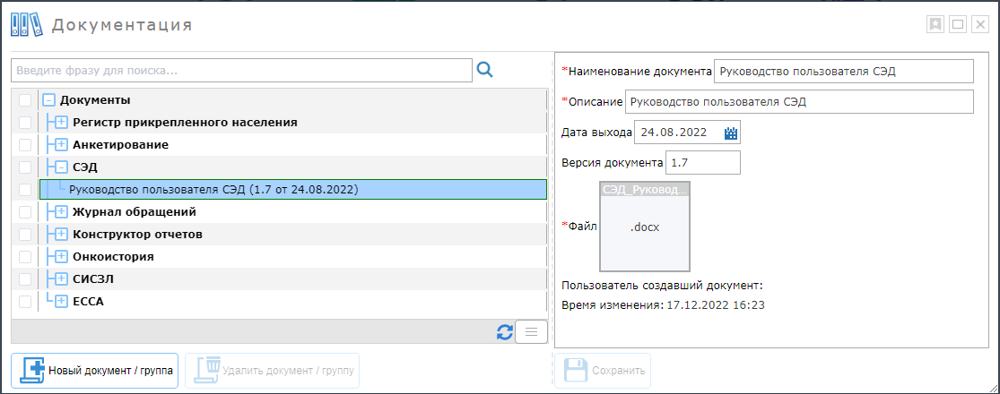 Документация
Введите фразу для поиска...
Документы
Регистр прикрепленного населения
Анкетирование
СЭД
Руководство пользователя СЭД (1.7 от 24.08.2022)
Журнал обращений
Конструктор отчетов
Онкоистория
СИСЗЛ
ЕССА
Новый документ / группа
Удалить документ / группу
*Наименование документа Руководство пользователя СЭД
*Описание Руководство пользователя СЭД
Дата выхода 24.08.2022
Версия документа 1.7
СЭД_Руковод...
*Файл .docx
Пользователь создавший документ:
Время изменения: 17.12.2022 16:23
Сохранить